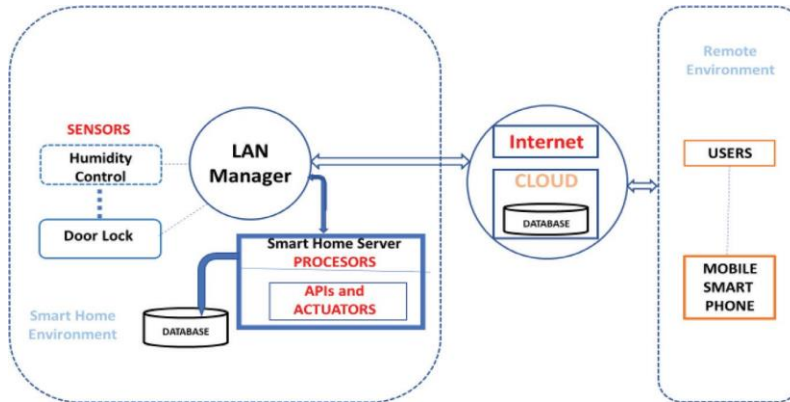 SENSORS
Humidity
Control
Door Lock
LAN
Manager
Smart Home Server
PROCESORS
APIs and
ACTUATORS
DATABASE
Smart Home
Environment
Internet
CLOUD
DATABASE
Remote
Environment
USERS
MOBILE
SMART
PHONE